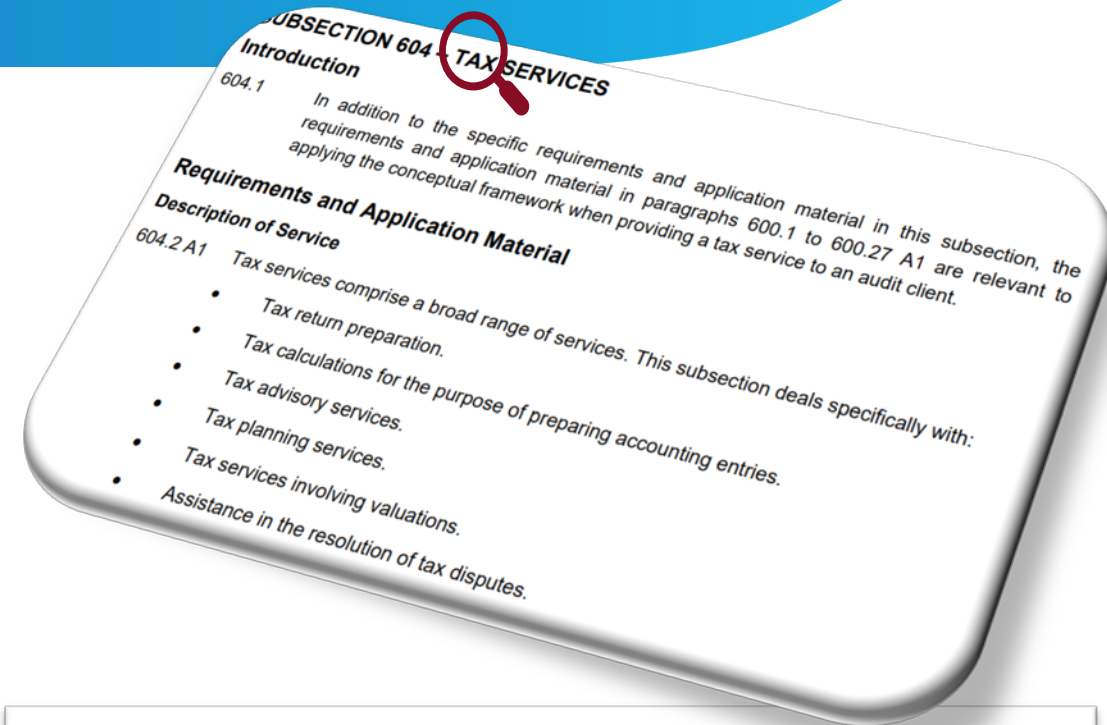 SUBSECTION 604 – TAX SERVICES
Introduction
604.1 In addition to the specific requirements and application material in this subsection, the
requirements and application material in paragraphs 600.1 to 600.27 A1 are relevant to
applying the conceptual framework when providing a tax service to an audit client.
Requirements and Application Material
Description of Service
604.2 A1 Tax services comprise a broad range of services. This subsection deals specifically with:
• Tax return preparation.
• Tax calculations for the purpose of preparing accounting entries.
• Tax advisory services.
• Tax planning services.
• Tax services involving valuations.
• Assistance in the resolution of tax disputes.